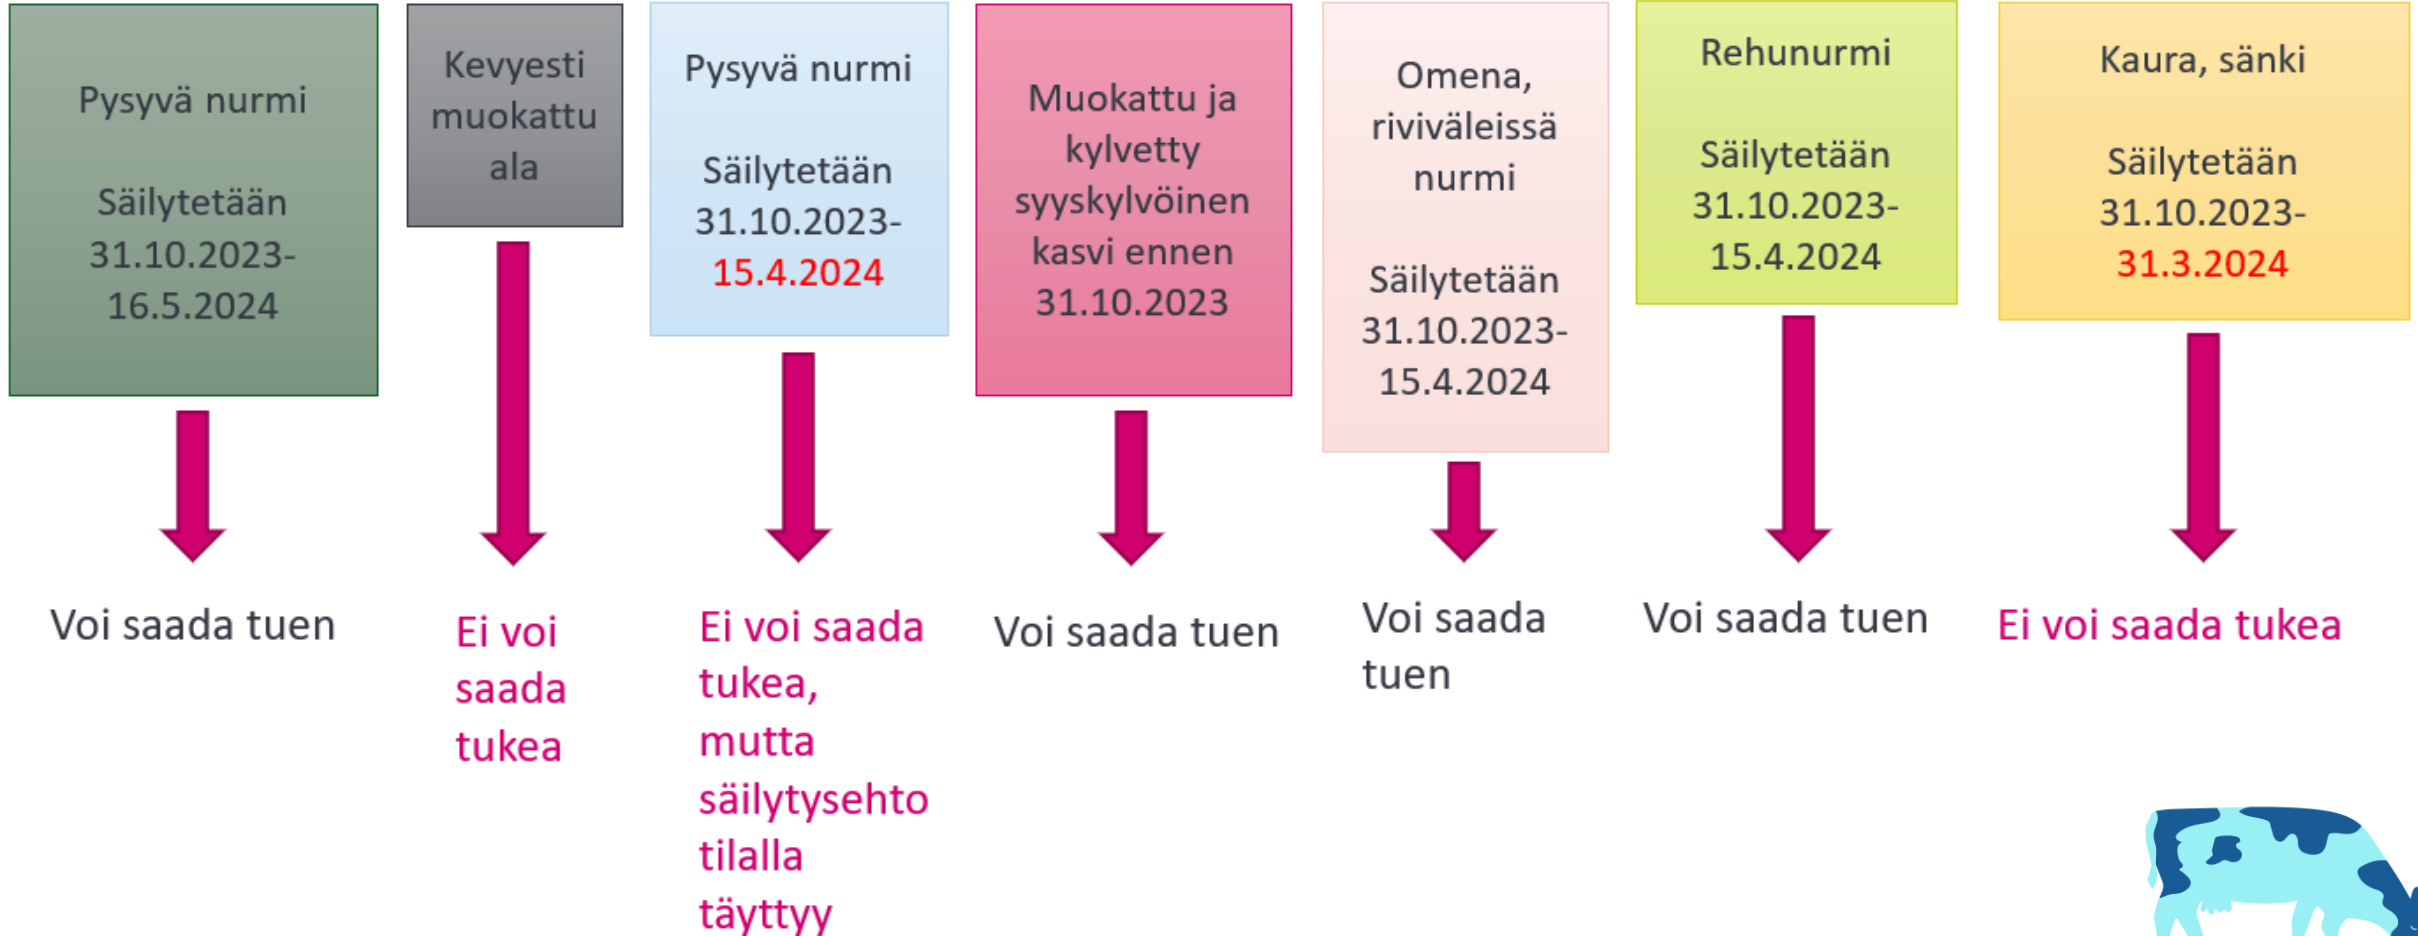 Pysyvä nurmi
Säilytetään
31.10.2023-
16.5.2024
Kevyesti
muokattu
ala
Pysyvä nurmi
Säilytetään
31.10.2023-
15.4.2024
Muokattu ja
kylvetty
syyskylvöinen
kasvi ennen
31.10.2023
Omena,
riviväleissä
nurmi
Säilytetään
31.10.2023-
15.4.2024
Rehunurmi
Säilytetään
31.10.2023-
15.4.2024
Kaura, sänki
Säilytetään
31.10.2023-
31.3.2024
Voi saada tuen
Ei voi
saada
tukea
Ei voi saada
tukea,
mutta
säilytysehto
tilalla
täyttyy
Voi saada tuen
Voi saada
tuen
Voi saada tuen
Ei voi saada tukea